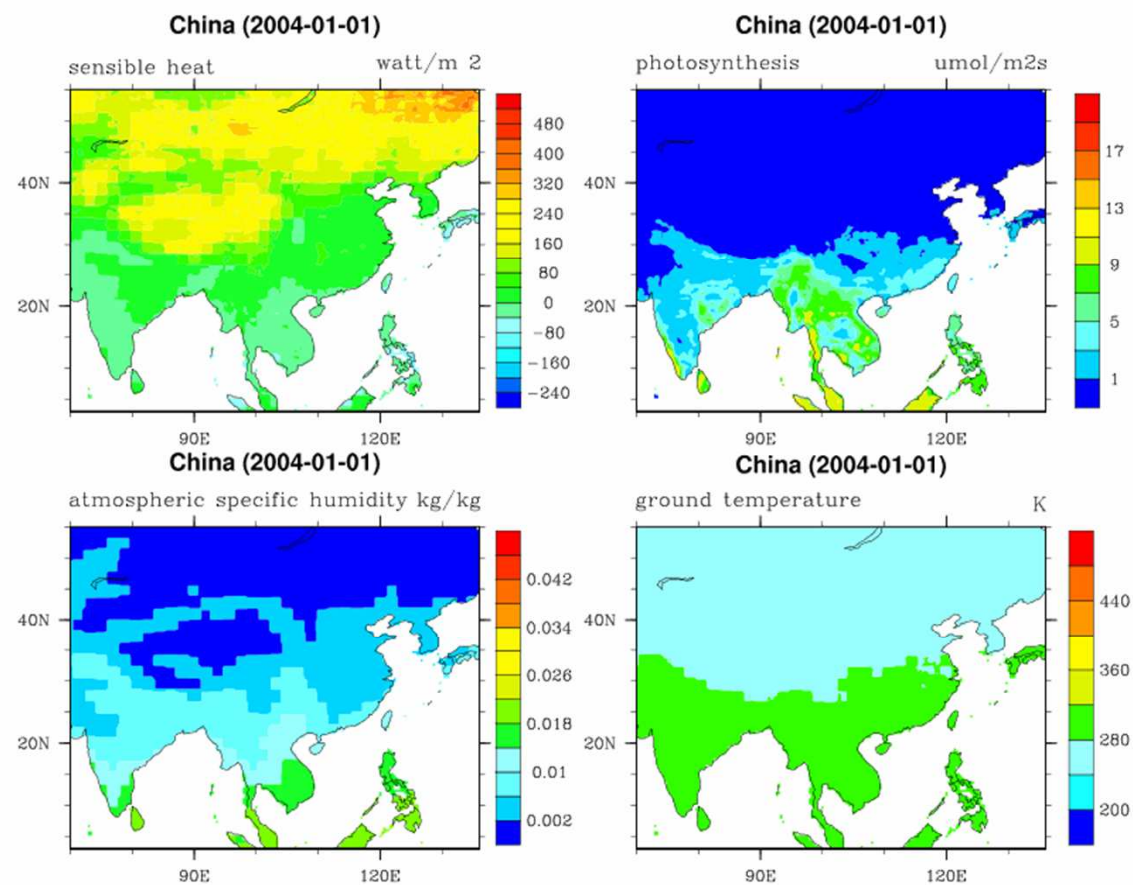 China (2004-01-01)
sensible heat watt/m 2
480
400
320
240
160
80
0
-80
-160
-240
40N
20N
90E 120E
China (2004-01-01)
photosynthesis umol/m2s
17
13
9
5
1
40N
20N
90E 120E
China (2004-01-01)
atmospheric specific humidity kg/kg
0.042
0.034
0.026
0.018
0.01
0.002
40N
20N
90E 120E
China (2004-01-01)
ground temperature K
440
360
280
200
40N
20N
90E 120E